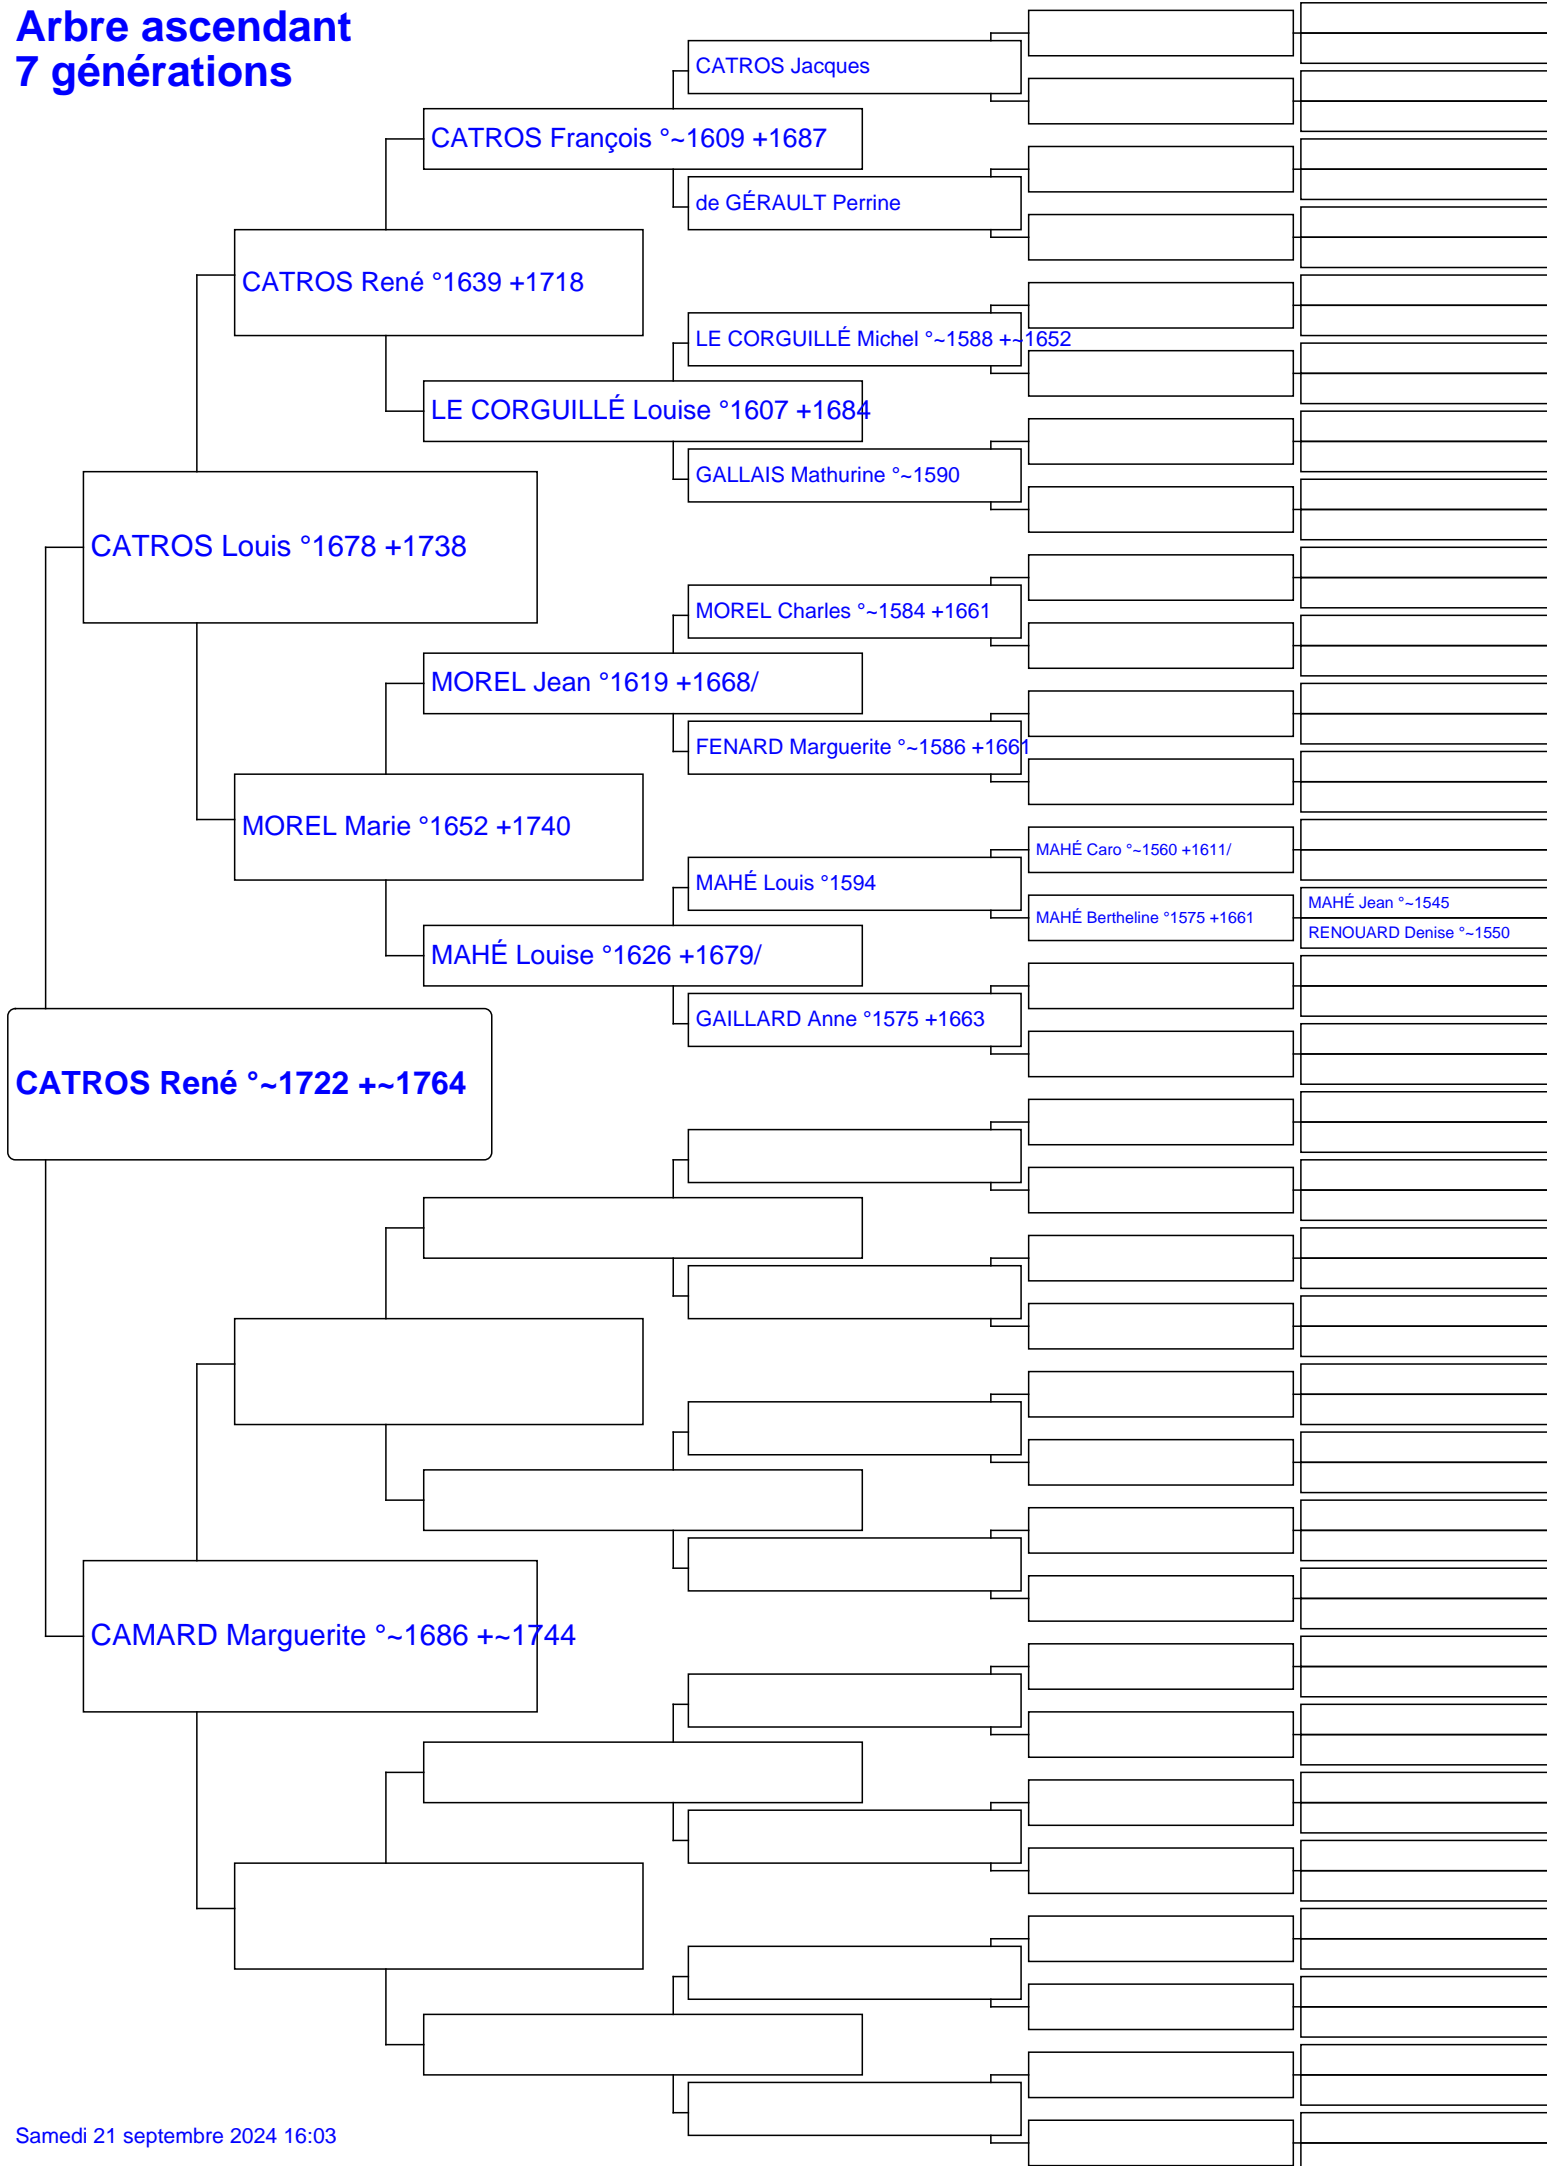 Arbre ascendant
7 générations
CATROS Jacques
CATROS François °~1609 +1687
de GÉRAULT Perrine
CATROS René °1639 +1718
LE CORGUILLÉ Michel °~1588 +~1652
LE CORGUILLÉ Louise °1607 +1684
GALLAIS Mathurine °~1590
CATROS Louis °1678 +1738
MOREL Charles °~1584 +1661
MOREL Jean °1619 +1668/
FENARD Marguerite °~1586 +1661
MOREL Marie °1652 +1740
MAHÉ Caro °~1560 +1611/
MAHÉ Louis °1594
MAHÉ Jean °~1545
MAHÉ Bertheline °1575 +1661
RENOUARD Denise °~1550
MAHÉ Louise °1626 +1679/
GAILLARD Anne °1575 +1663
CATROS René °~1722 +~1764
CAMARD Marguerite °~1686 +~1744
Samedi 21 septembre 2024 16:03